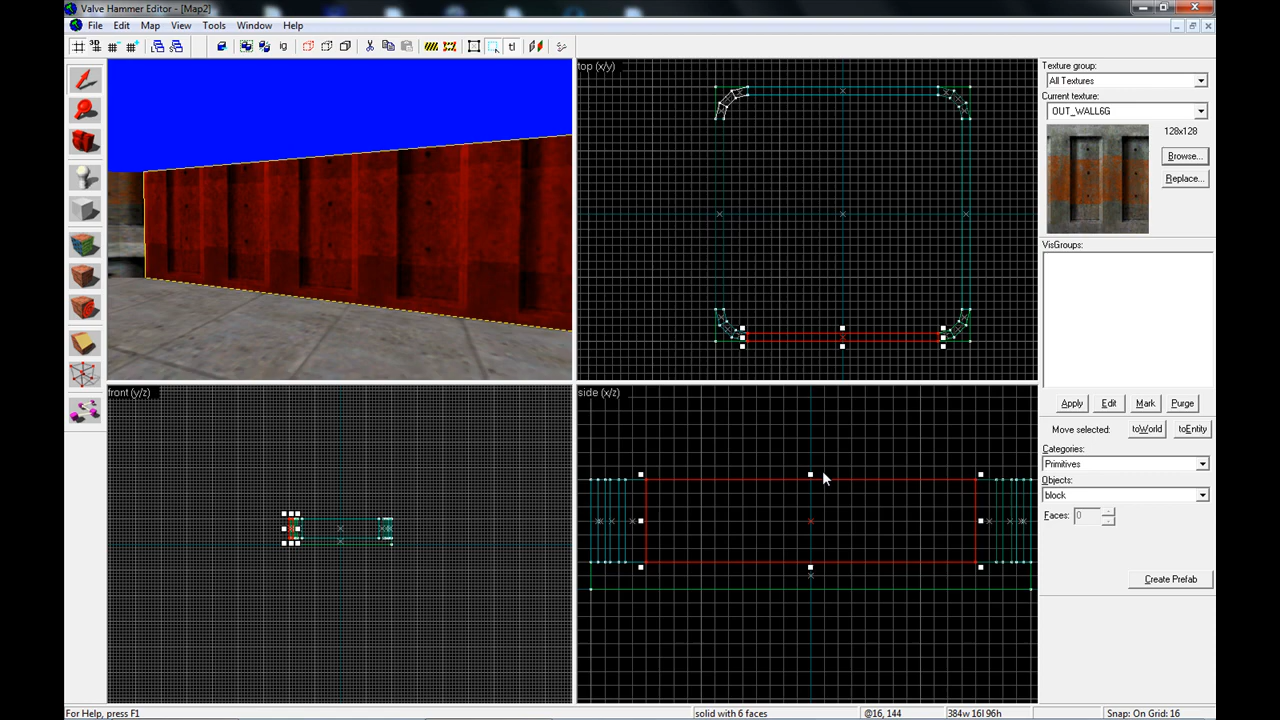 Valve Hammer Editor - [Map2]
File Edit Map View Tools Window Help
top (x/y)
front (y/z)
side (x/z)
Texture group:
All Textures
Current texture:
OUT_WALL6G
128x128
Browse...
Replace...
VisGroups:
Apply Edit Mark Purge
Move selected: toWorld toEntity
Categories:
Primitives
Objects:
block
Faces: 0
Create Prefab
For Help, press F1 solid with 6 faces @16, 144 384w 16l 96h Snap: On Grid: 16